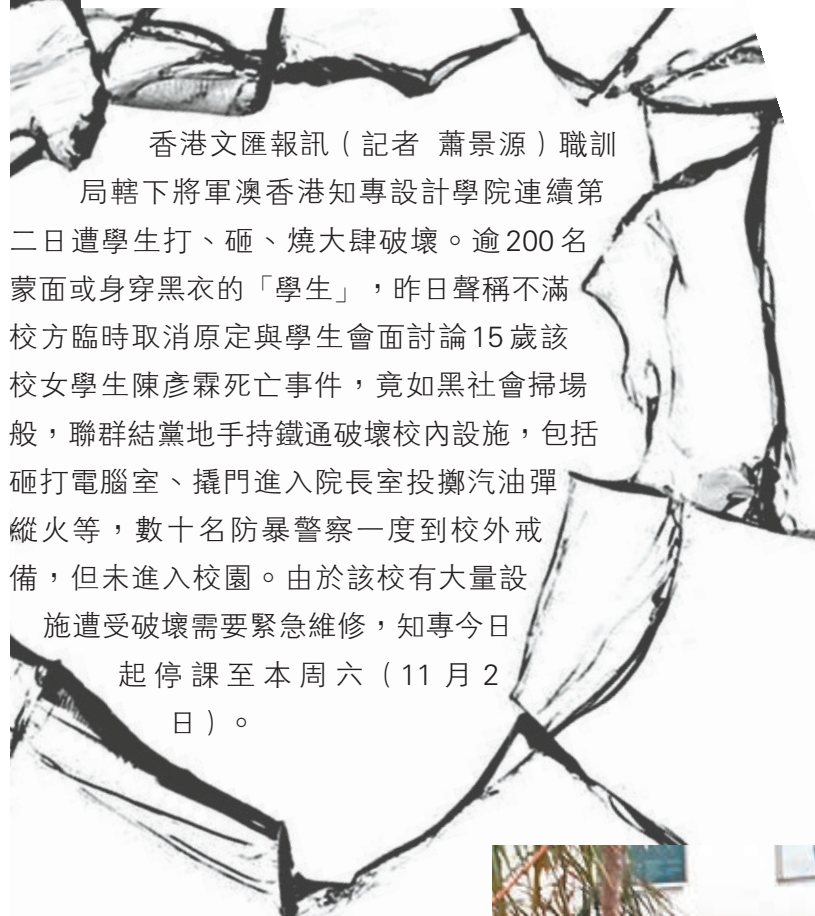 香港文匯報訊（記者 蕭景源）職訓
局轄下將軍澳香港知專設計學院連續第
二日遭學生打、砸、燒大肆破壞。逾200名
蒙面或身穿黑衣的「學生」，昨日聲稱不滿
校方臨時取消原定與學生會面討論15歲該
校女學生陳彥霖死亡事件，竟如黑社會掃場
般，聯群結黨地手持鐵通破壞校內設施，包括
砸打電腦室、撬門進入院長室投擲汽油彈
縱火等，數十名防暴警察一度到校外戒
備，但未進入校園。由於該校有大量設
施遭受破壞需要緊急維修，知專今日
起停課至本周六（11月2
日）。